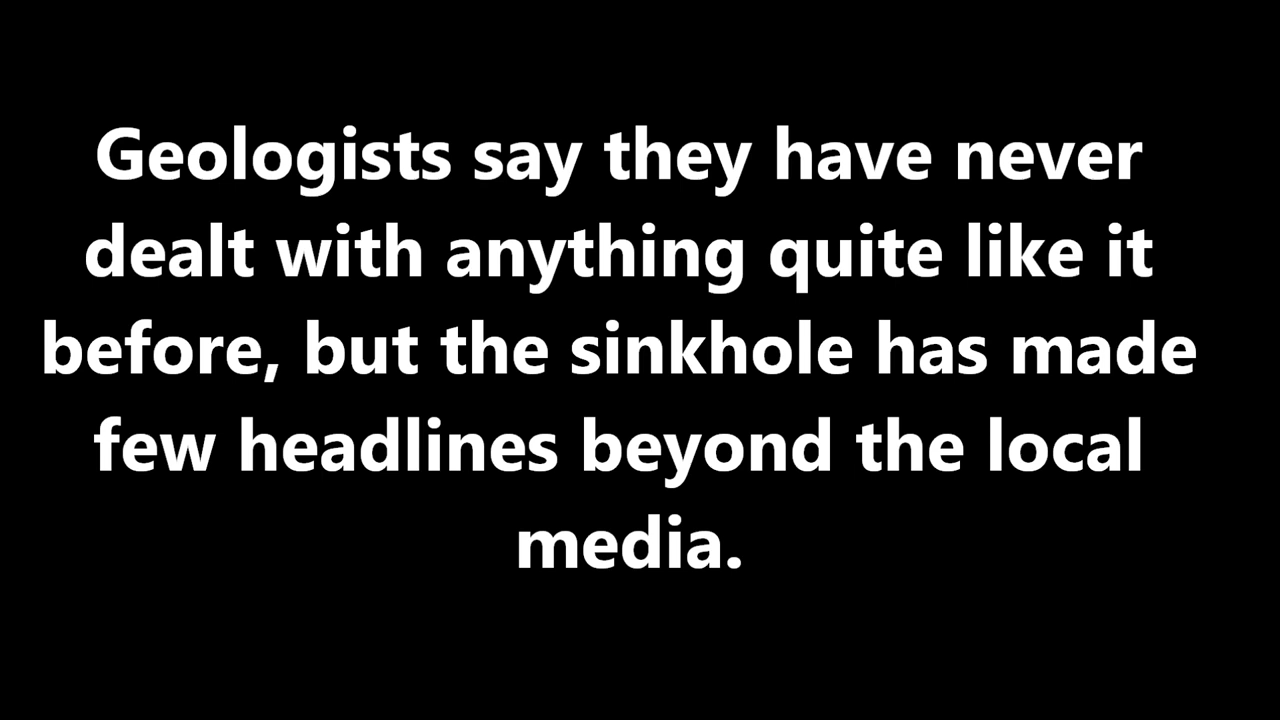 Geologists say they have never
dealt with anything quite like it
before, but the sinkhole has made
few headlines beyond the local
media.